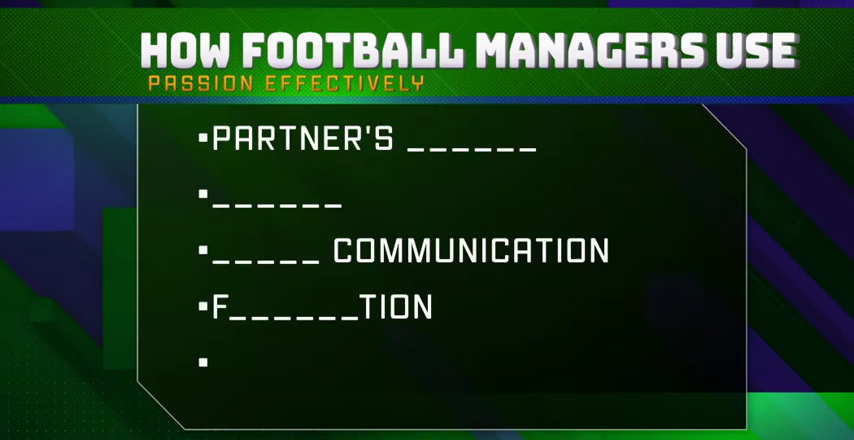 HOW FOOTBALL MANAGERS USE
PASSION EFFECTIVELY
▪PARTNER'S ______
▪______
▪_____ COMMUNICATION
▪F______TION
▪